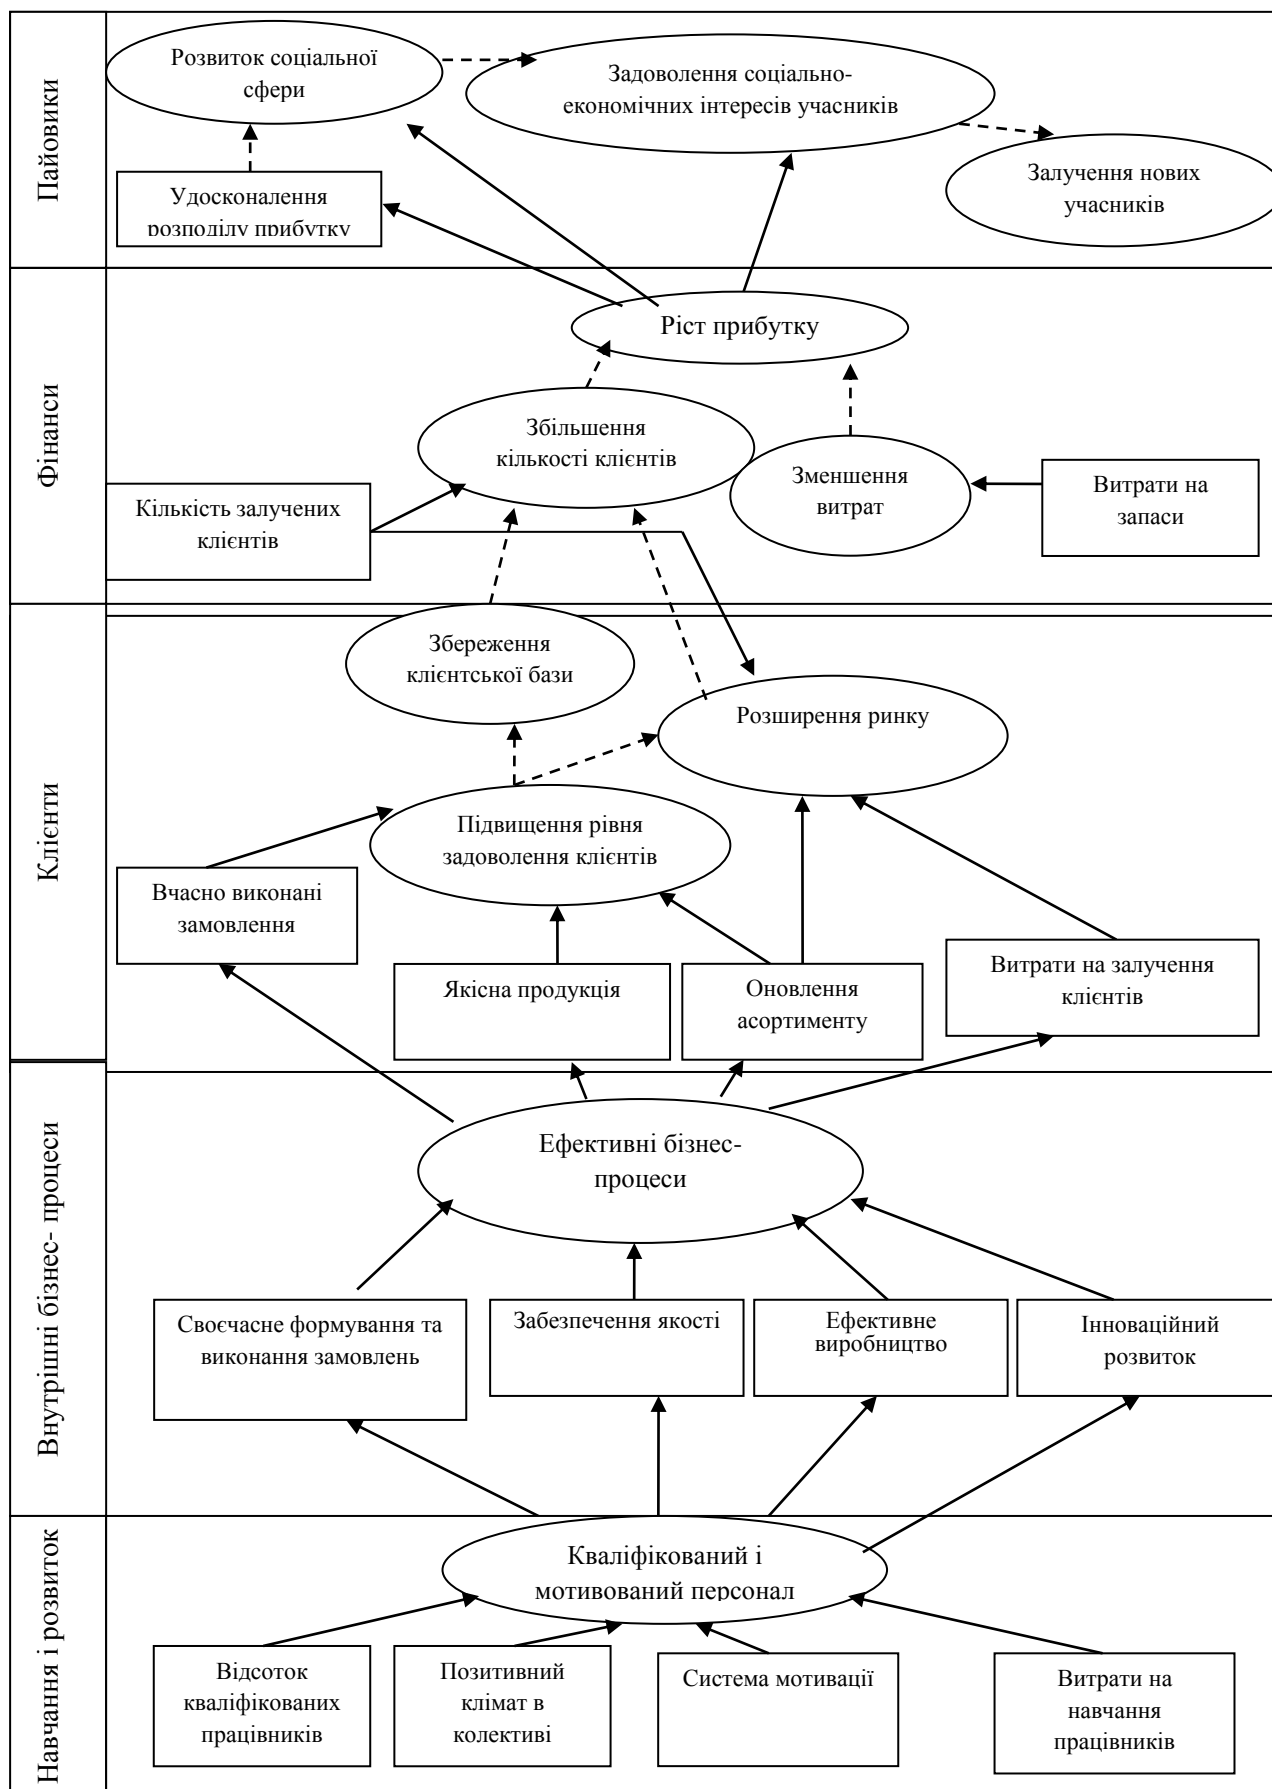 Пайовики
Розвиток соціальної
сфери
Задоволення соціально-
економічних інтересів учасників
Залучення нових
учасників
Удосконалення
розподілу прибутку
Фінанси
Ріст прибутку
Збільшення
кількості клієнтів
Зменшення
витрат
Витрати на
запаси
Кількість залучених
клієнтів
Клієнти
Збереження
клієнтської бази
Розширення ринку
Підвищення рівня
задоволення клієнтів
Вчасно виконані
замовлення
Якісна продукція
Оновлення
асортименту
Витрати на залучення
клієнтів
Внутрішні бізнес- процеси
Ефективні бізнес-
процеси
Своєчасне формування та
виконання замовлень
Забезпечення якості
Ефективне
виробництво
Інноваційний
розвиток
Навчання і розвиток
Кваліфікований і
мотивований персонал
Відсоток
кваліфікованих
працівників
Позитивний
клімат в
колективі
Система мотивації
Витрати на
навчання
працівників